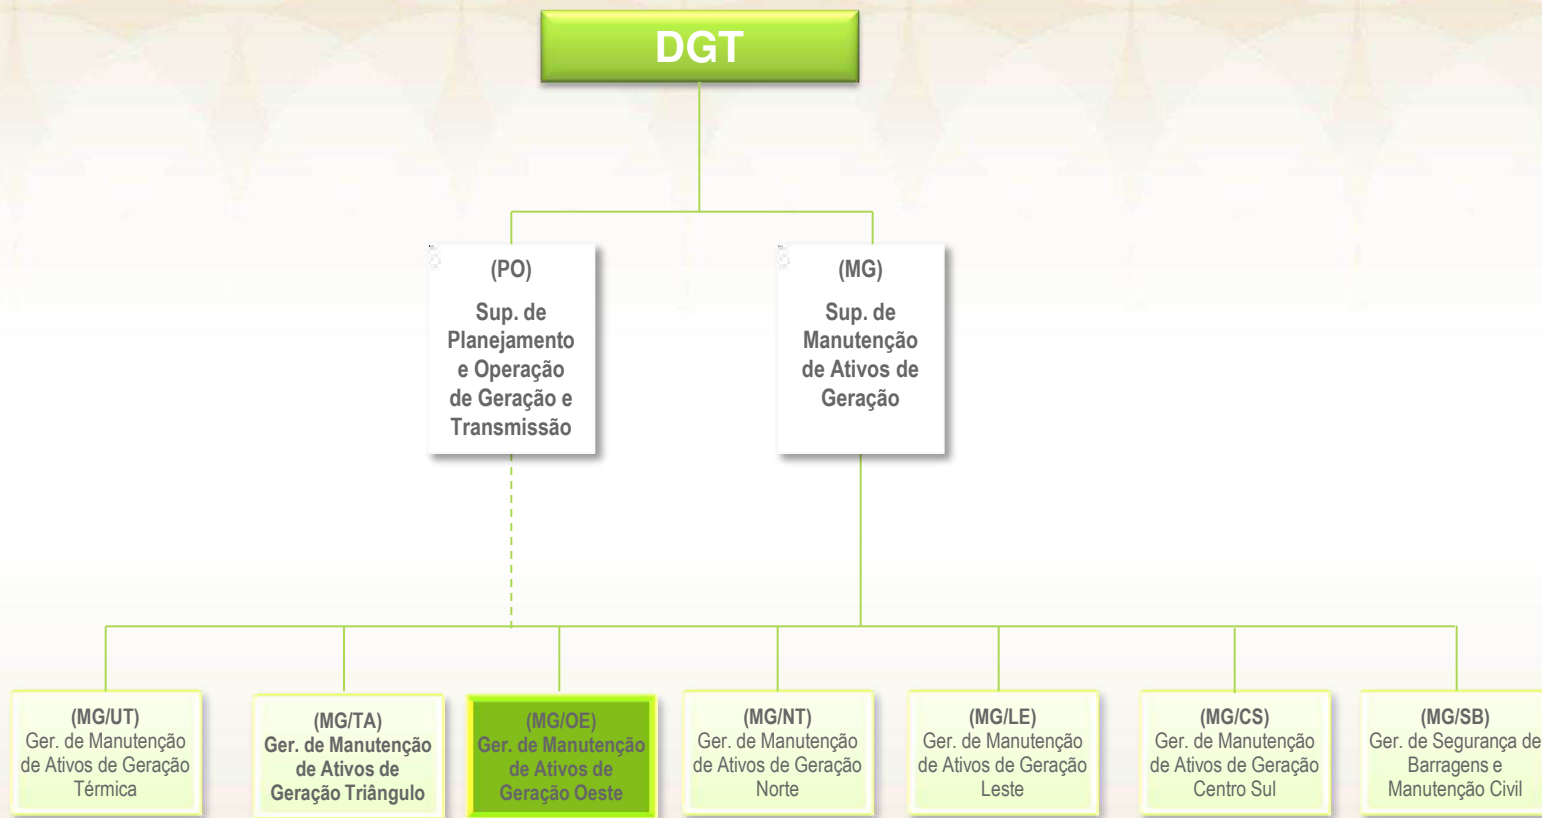 DGT
(PO)
Sup. de
Planejamento
e Operação
de Geração e
Transmissão
(MG)
Sup. de
Manutenção
de Ativos de
Geração
(MG/UT)
Ger. de Manutenção
de Ativos de Geração
Térmica
(MG/TA)
Ger. de Manutenção
de Ativos de
Geração Triângulo
(MG/OE)
Ger. de Manutenção
de Ativos de
Geração Oeste
(MG/NT)
Ger. de Manutenção
de Ativos de Geração
Norte
(MG/LE)
Ger. de Manutenção
de Ativos de Geração
Leste
(MG/CS)
Ger. de Manutenção
de Ativos de Geração
Centro Sul
(MG/SB)
Ger. de Segurança de
Barragens e
Manutenção Civil